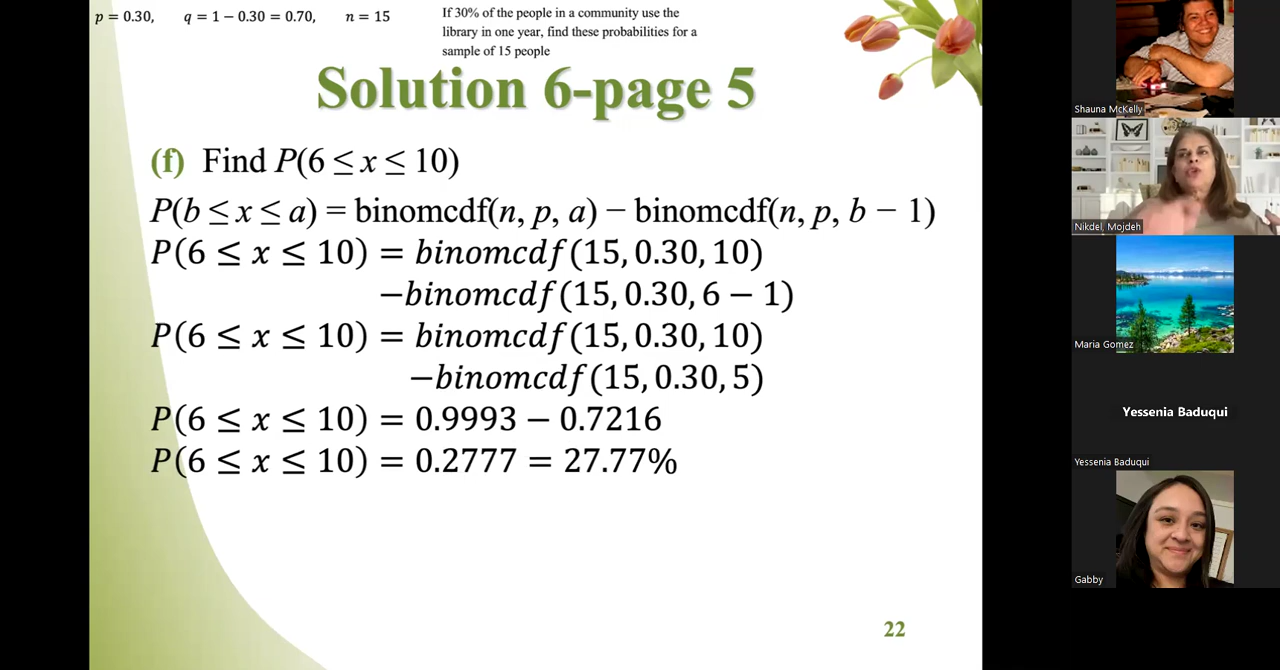 p = 0.30, q = 1 − 0.30 = 0.70, n = 15
If 30% of the people in a community use the
library in one year, find these probabilities for a
sample of 15 people
Solution 6-page 5
(f) Find P(6 ≤ x ≤ 10)
P(b ≤ x ≤ a) = binomcdf(n, p, a) − binomcdf(n, p, b − 1)
P(6 ≤ x ≤ 10) = binomcdf(15, 0.30, 10)
−binomcdf(15, 0.30, 6 − 1)
P(6 ≤ x ≤ 10) = binomcdf(15, 0.30, 10)
−binomcdf(15, 0.30, 5)
P(6 ≤ x ≤ 10) = 0.9993 − 0.7216
P(6 ≤ x ≤ 10) = 0.2777 = 27.77%
22
Shauna McKelly
Nikdel, Mojdeh
Maria Gomez
Yessenia Baduqui
Yessenia Baduqui
Gabby